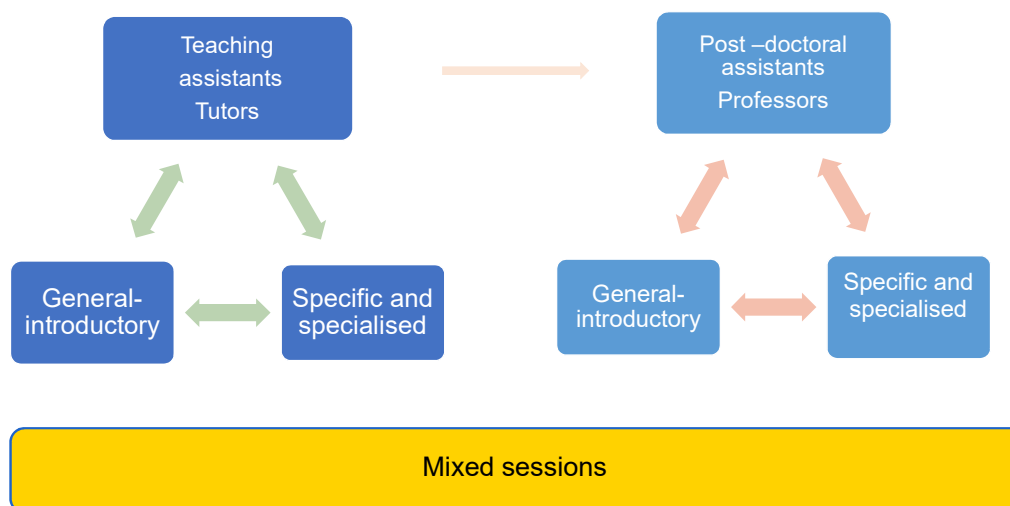 Teaching
assistants
Tutors
Post –doctoral
assistants
Professors
General-
introductory
Specific and
specialised
General-
introductory
Specific and
specialised
Mixed sessions